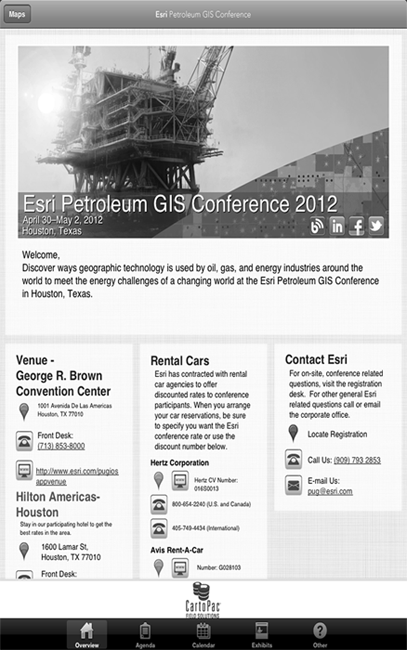 Maps
Esri Petroleum GIS Conference
Esri Petroleum GIS Conference 2012
April 30–May 2, 2012
Houston, Texas
Welcome,
Discover ways geographic technology is used by oil, gas, and energy industries around the
world to meet the energy challenges of a changing world at the Esri Petroleum GIS Conference
in Houston, Texas.
Venue -
George R. Brown
Convention Center
1001 Avenida De Las Americas
Houston, TX 77010
Front Desk:
(713) 853-8000
http://www.esri.com/pugios
appvenue
Hilton Americas-
Houston
Stay in our participating hotel to get the
best rates in the area.
1600 Lamar St,
Houston, TX 77010
Front Desk:
Rental Cars
Esri has contracted with rental
car agencies to offer
discounted rates to conference
participants. When you arrange
your car reservations, be sure
to specify you want the Esri
conference rate or use the
discount number below.
Hertz Corporation
Hertz CV Number:
016S0013
800-654-2240 (U.S. and Canada)
405-749-4434 (International)
Avis Rent-A-Car
Number: G028103
Contact Esri
For on-site, conference related
questions, visit the registration
desk. For other general Esri
related questions call or email
the corporate office.
Locate Registration
Call Us: (909) 793 2853
E-mail Us:
pug@esri.com
CartoPac
FIELD SOLUTIONS
Overview
Agenda
Calendar
Exhibits
Other